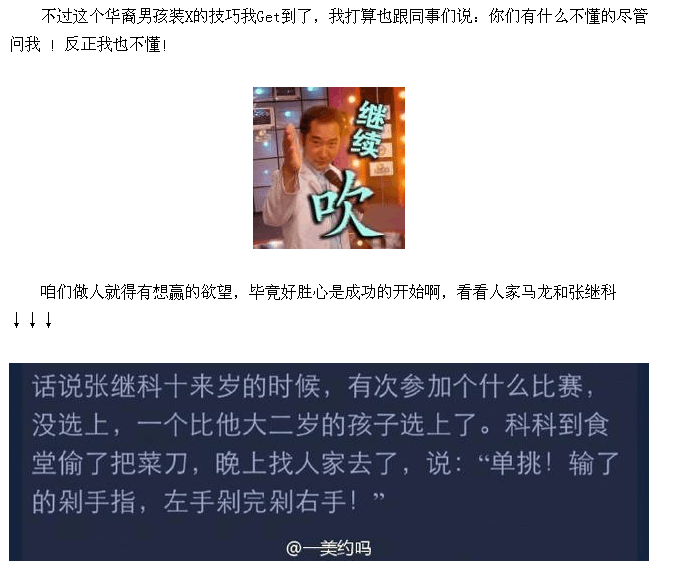 不过这个华裔男孩装X的技巧我Get到了，我打算也跟同事们说：你们有什么不懂的尽管
问我 ！反正我也不懂!
继续
吹
咱们做人就得有想赢的欲望，毕竟好胜心是成功的开始啊，看看人家马龙和张继科
↓↓↓
话说张继科十来岁的时候，有次参加个什么比赛，
没选上，一个比他大二岁的孩子选上了。科科到食
堂偷了把菜刀，晚上找人家去了，说：“单挑！输了
的剁手指，左手剁完剁右手！”
@一美约吗